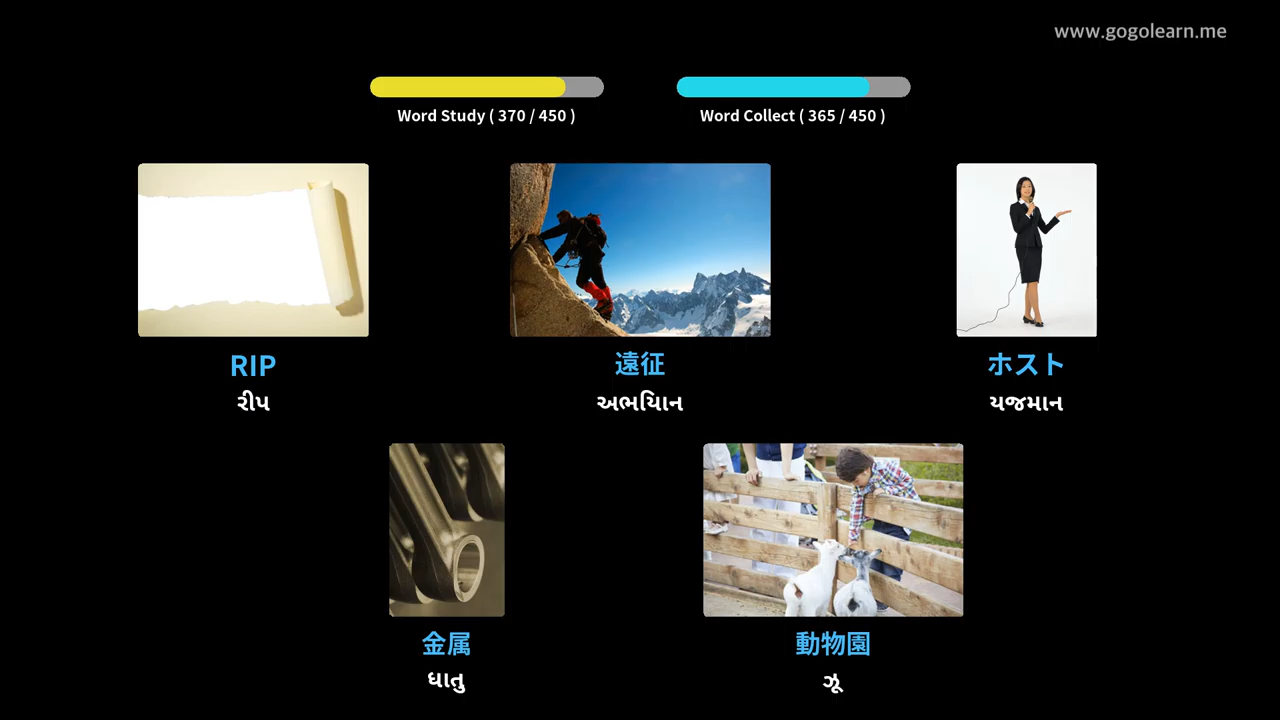 www.gogolearn.me
Word Study ( 370 / 450 )
Word Collect ( 365 / 450 )
RIP
રીપ
遠征
અભિયાન
ホスト
યજમાન
金属
ધાતુ
動物園
ઝૂ